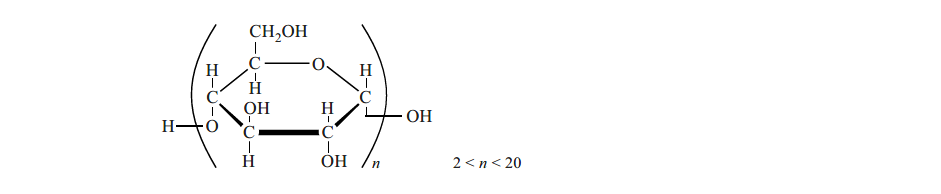 CH₂OH
C O
H H H
C C
OH H
H O C C OH
H OH n 2 < n < 20